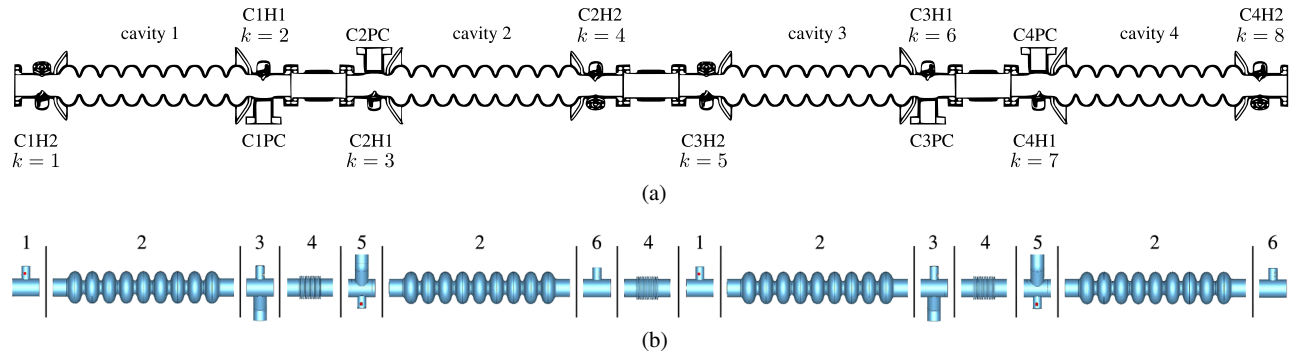 C1H1
k = 2
C2H2
k = 4
C3H1
k = 6
C4H2
k = 8
cavity 1
C2PC
cavity 2
cavity 3
C4PC
cavity 4
C1H2
k = 1
C1PC
C2H1
k = 3
C3H2
k = 5
C3PC
C4H1
k = 7
(a)
1 2 3 4 5 2 6 4 1 2 3 4 5 2 6
(b)